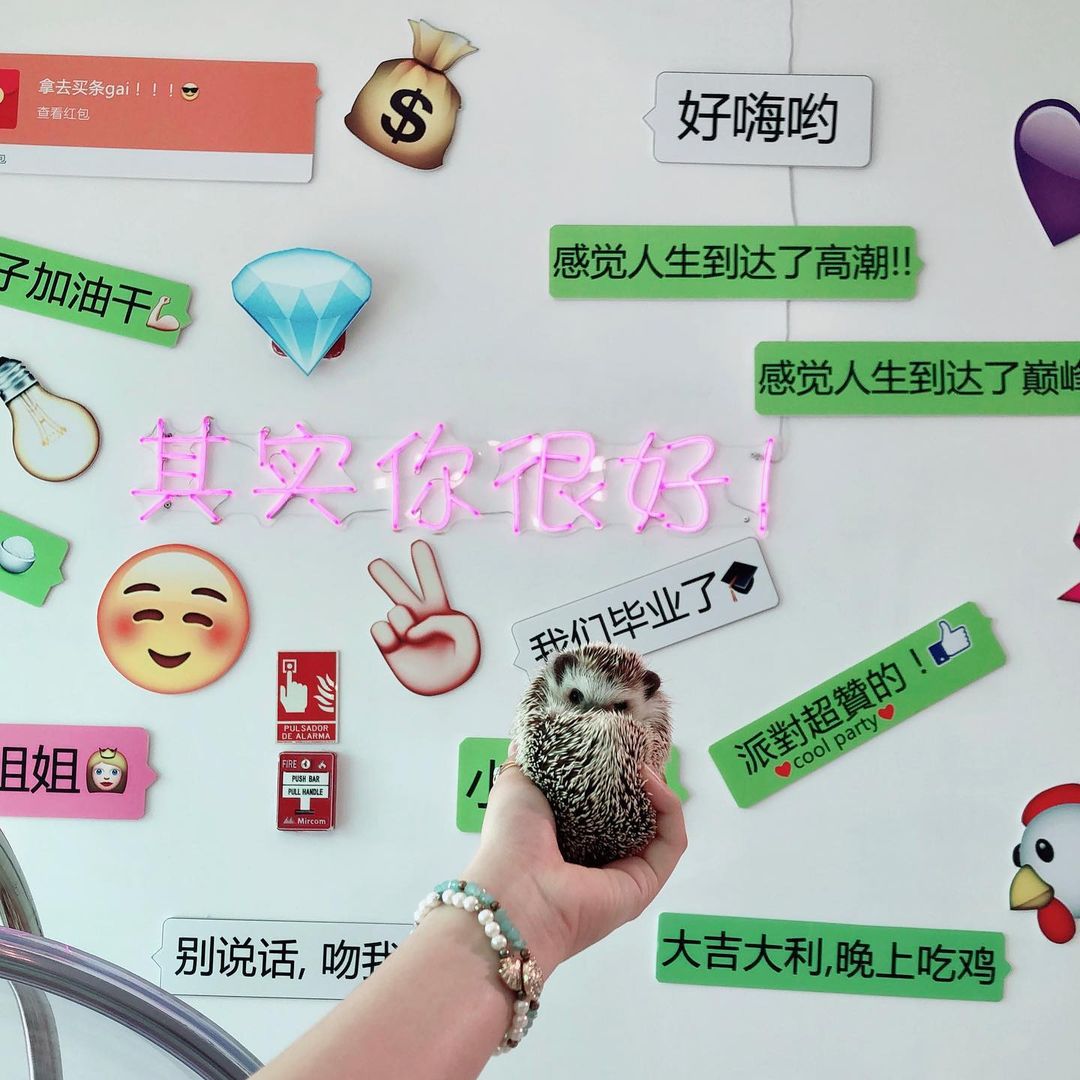 拿去买条gai！！！😎
查看红包
包
好嗨哟
感觉人生到达了高潮!!
子加油干💪
感觉人生到达了巅峰
其实你很好!
我们毕业了🎓
派對超贊的！👍
❤cool party❤
PULSADOR
DE ALARMA
姐姐👸
FIRE
PUSH BAR
PULL HANDLE
Mircom
小
别说话, 吻我
大吉大利,晚上吃鸡